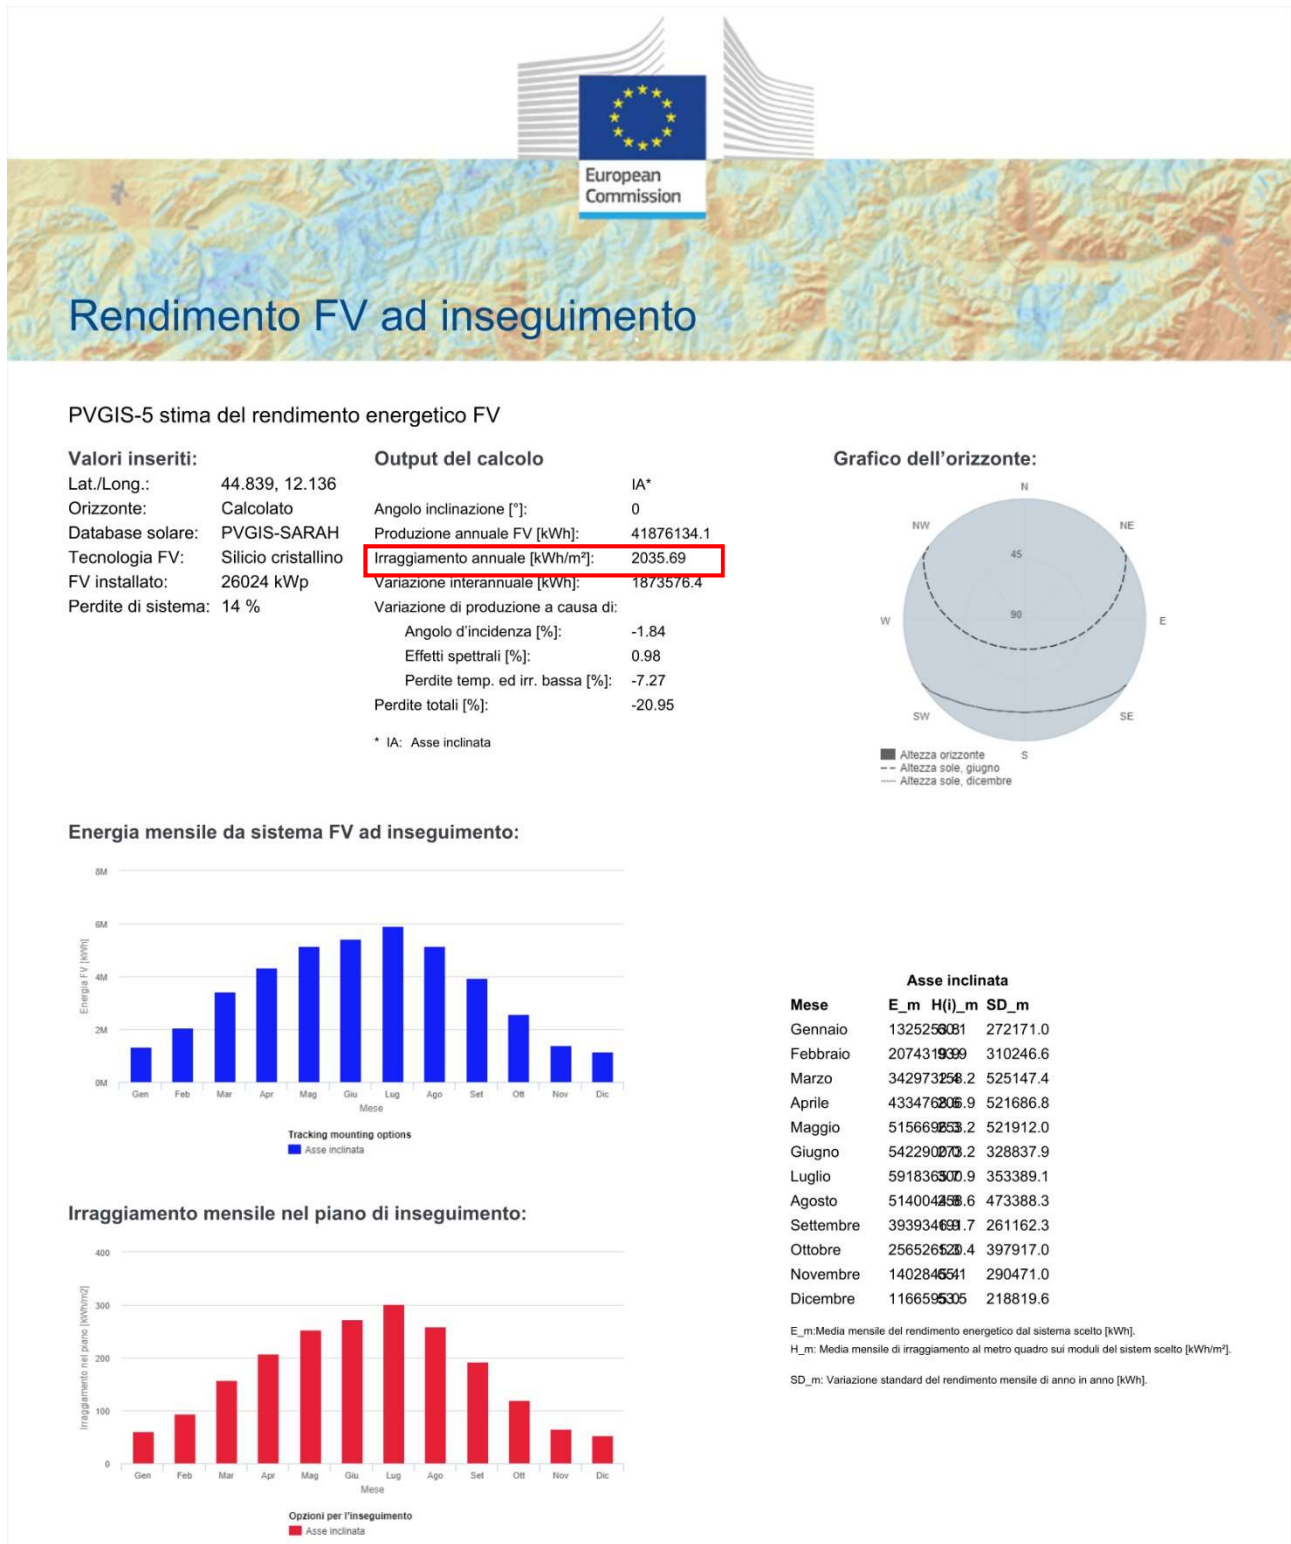 European
Commission
Rendimento FV ad inseguimento
PVGIS-5 stima del rendimento energetico FV
Valori inseriti:
Lat./Long.: 44.839, 12.136
Orizzonte: Calcolato
Database solare: PVGIS-SARAH
Tecnologia FV: Silicio cristallino
FV installato: 26024 kWp
Perdite di sistema: 14 %
Output del calcolo
IA*
Angolo inclinazione [°]: 0
Produzione annuale FV [kWh]: 41876134.1
Irraggiamento annuale [kWh/m²]: 2035.69
Variazione interannuale [kWh]: 1873576.4
Variazione di produzione a causa di:
Angolo d'incidenza [%]: -1.84
Effetti spettrali [%]: 0.98
Perdite temp. ed irr. bassa [%]: -7.27
Perdite totali [%]: -20.95
* IA: Asse inclinata
Grafico dell'orizzonte:
N
NW NE
45
90
W E
SW SE
S
Altezza orizzonte
Altezza sole, giugno
Altezza sole, dicembre
Energia mensile da sistema FV ad inseguimento:
Energia FV [kWh]
8M
6M
4M
2M
0M
Gen Feb Mar Apr Mag Giu Lug Ago Set Ott Nov Dic
Mese
Tracking mounting options
Asse inclinata
Irraggiamento mensile nel piano di inseguimento:
Irraggiamento nel piano [kWh/m2]
400
300
200
100
0
Gen Feb Mar Apr Mag Giu Lug Ago Set Ott Nov Dic
Mese
Opzioni per l'inseguimento
Asse inclinata
Asse inclinata
Mese E_m H(i)_m SD_m
Gennaio 272171.0
Febbraio 310246.6
Marzo 525147.4
Aprile 521686.8
Maggio 521912.0
Giugno 328837.9
Luglio 353389.1
Agosto 473388.3
Settembre 261162.3
Ottobre 397917.0
Novembre 290471.0
Dicembre 218819.6
E_m:Media mensile del rendimento energetico dal sistema scelto [kWh].
H_m: Media mensile di irraggiamento al metro quadro sui moduli del sistem scelto [kWh/m²].
SD_m: Variazione standard del rendimento mensile di anno in anno [kWh].